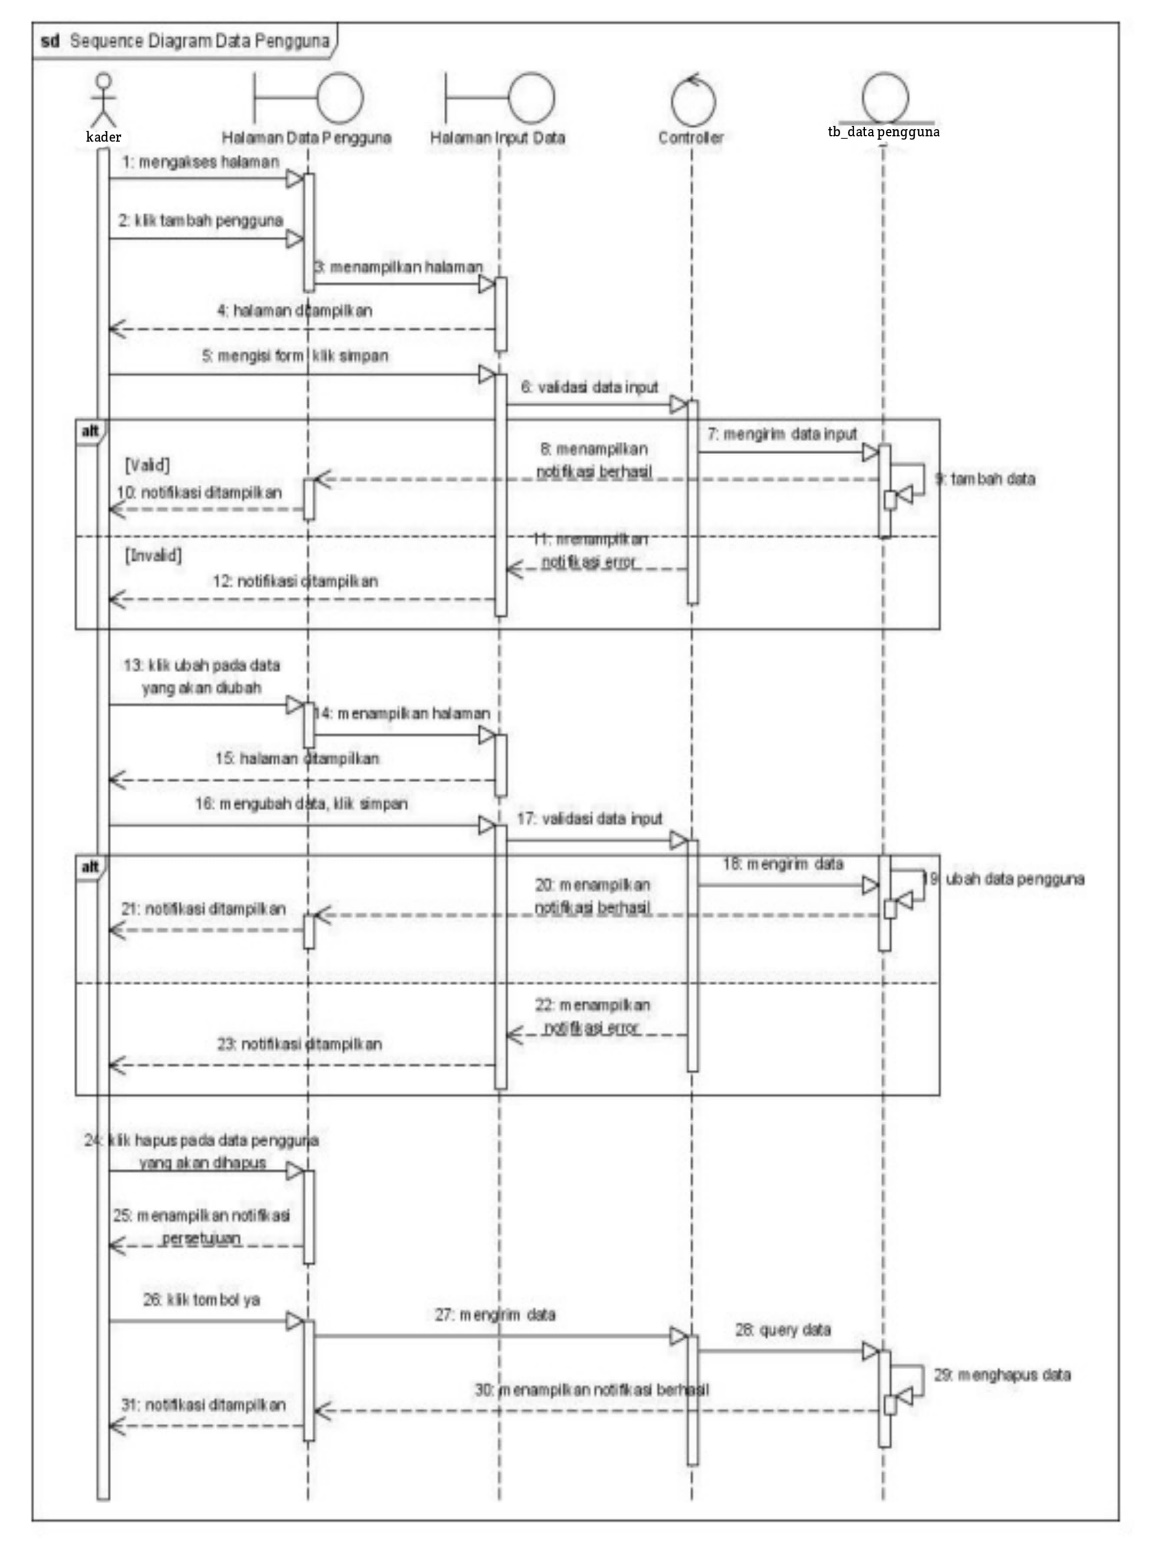 sd Sequence Diagram Data Pengguna
kader
Halaman Data Pengguna
Halaman Input Data
Controller
tb_data pengguna
1: mengakses halaman
2: klik tambah pengguna
3: menampilkan halaman
4: halaman ditampilkan
5: mengisi form klik simpan
6: validasi data input
alt
7: mengirim data input
8: menampilkan
notifikasi berhasil
[Valid]
9: tambah data
10: notifikasi ditampilkan
11: menampilkan
notifikasi error
[Invalid]
12: notifikasi ditampilkan
13: klik ubah pada data
yang akan diubah
14: menampilkan halaman
15: halaman ditampilkan
16: mengubah data, klik simpan
17: validasi data input
alt
18: mengirim data
19: ubah data pengguna
20: menampilkan
notifikasi berhasil
21: notifikasi ditampilkan
22: menampilkan
notifikasi error
23: notifikasi ditampilkan
24: klik hapus pada data pengguna
yang akan dihapus
25: menampilkan notifikasi
persetujuan
26: klik tombol ya
27: mengirim data
28: query data
29: menghapus data
30: menampilkan notifikasi berhasil
31: notifikasi ditampilkan